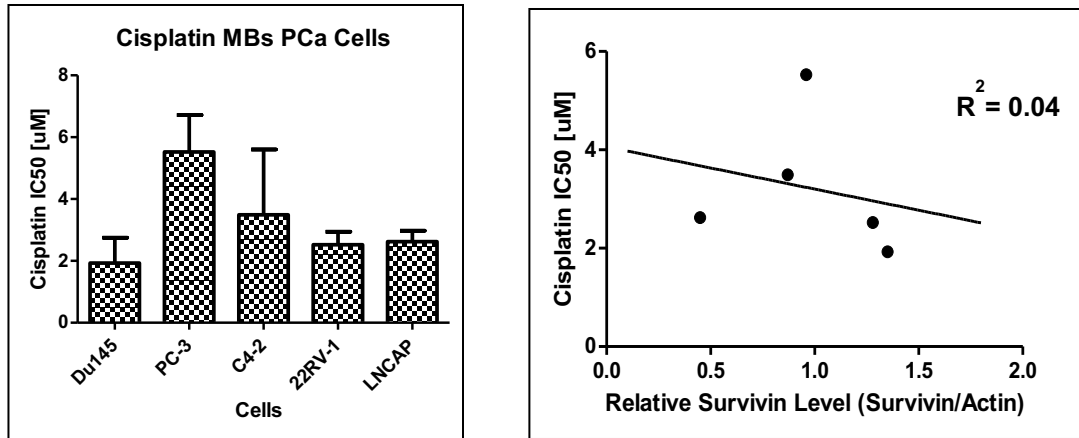 Cisplatin MBs PCa Cells
Cisplatin IC50 [uM]
8
6
4
2
0
Du145
PC-3
C4-2
22RV-1
LNCAP
Cells
Cisplatin IC50 [uM]
6
4
2
0
R² = 0.04
0.0
0.5
1.0
1.5
2.0
Relative Survivin Level (Survivin/Actin)